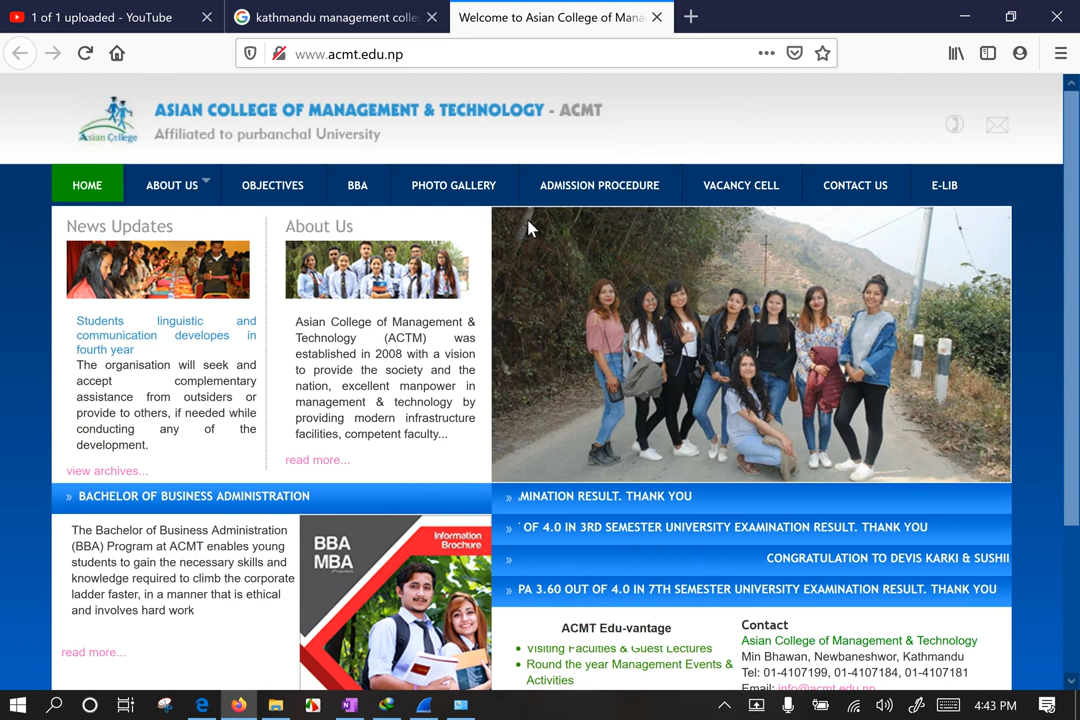 1 of 1 uploaded - YouTube
kathmandu management colle
Welcome to Asian College of Mana
www.acmt.edu.np
Asian College
ASIAN COLLEGE OF MANAGEMENT & TECHNOLOGY - ACMT
Affiliated to purbanchal University
HOME ABOUT US OBJECTIVES BBA PHOTO GALLERY ADMISSION PROCEDURE VACANCY CELL CONTACT US E-LIB
News Updates
Students linguistic and
communication developes in
fourth year
The organisation will seek and
accept complementary
assistance from outsiders or
provide to others, if needed while
conducting any of the
development.
view archives...
About Us
Asian College of Management &
Technology (ACTM) was
established in 2008 with a vision
to provide the society and the
nation, excellent manpower in
management & technology by
providing modern infrastructure
facilities, competent faculty...
read more...
» BACHELOR OF BUSINESS ADMINISTRATION
The Bachelor of Business Administration
(BBA) Program at ACMT enables young
students to gain the necessary skills and
knowledge required to climb the corporate
ladder faster, in a manner that is ethical
and involves hard work
read more...
BBA
MBA
Information
Brochure
» MINATION RESULT. THANK YOU
» OF 4.0 IN 3RD SEMESTER UNIVERSITY EXAMINATION RESULT. THANK YOU
» CONGRATULATION TO DEVIS KARKI & SUSHII
» PA 3.60 OUT OF 4.0 IN 7TH SEMESTER UNIVERSITY EXAMINATION RESULT. THANK YOU
ACMT Edu-vantage
• Visiting Faculties & Guest Lectures
• Round the year Management Events &
Activities
Contact
Asian College of Management & Technology
Min Bhawan, Newbaneshwor, Kathmandu
Tel: 01-4107199, 01-4107184, 01-4107181
Email: info@acmt.edu.np
4:43 PM